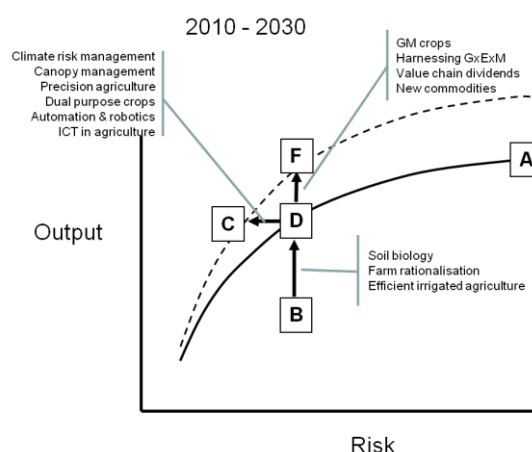 2010 - 2030
Climate risk management
Canopy management
Precision agriculture
Dual purpose crops
Automation & robotics
ICT in agriculture
GM crops
Harnessing GxExM
Value chain dividends
New commodities
F
A
C
D
Output
Soil biology
Farm rationalisation
Efficient irrigated agriculture
B
Risk